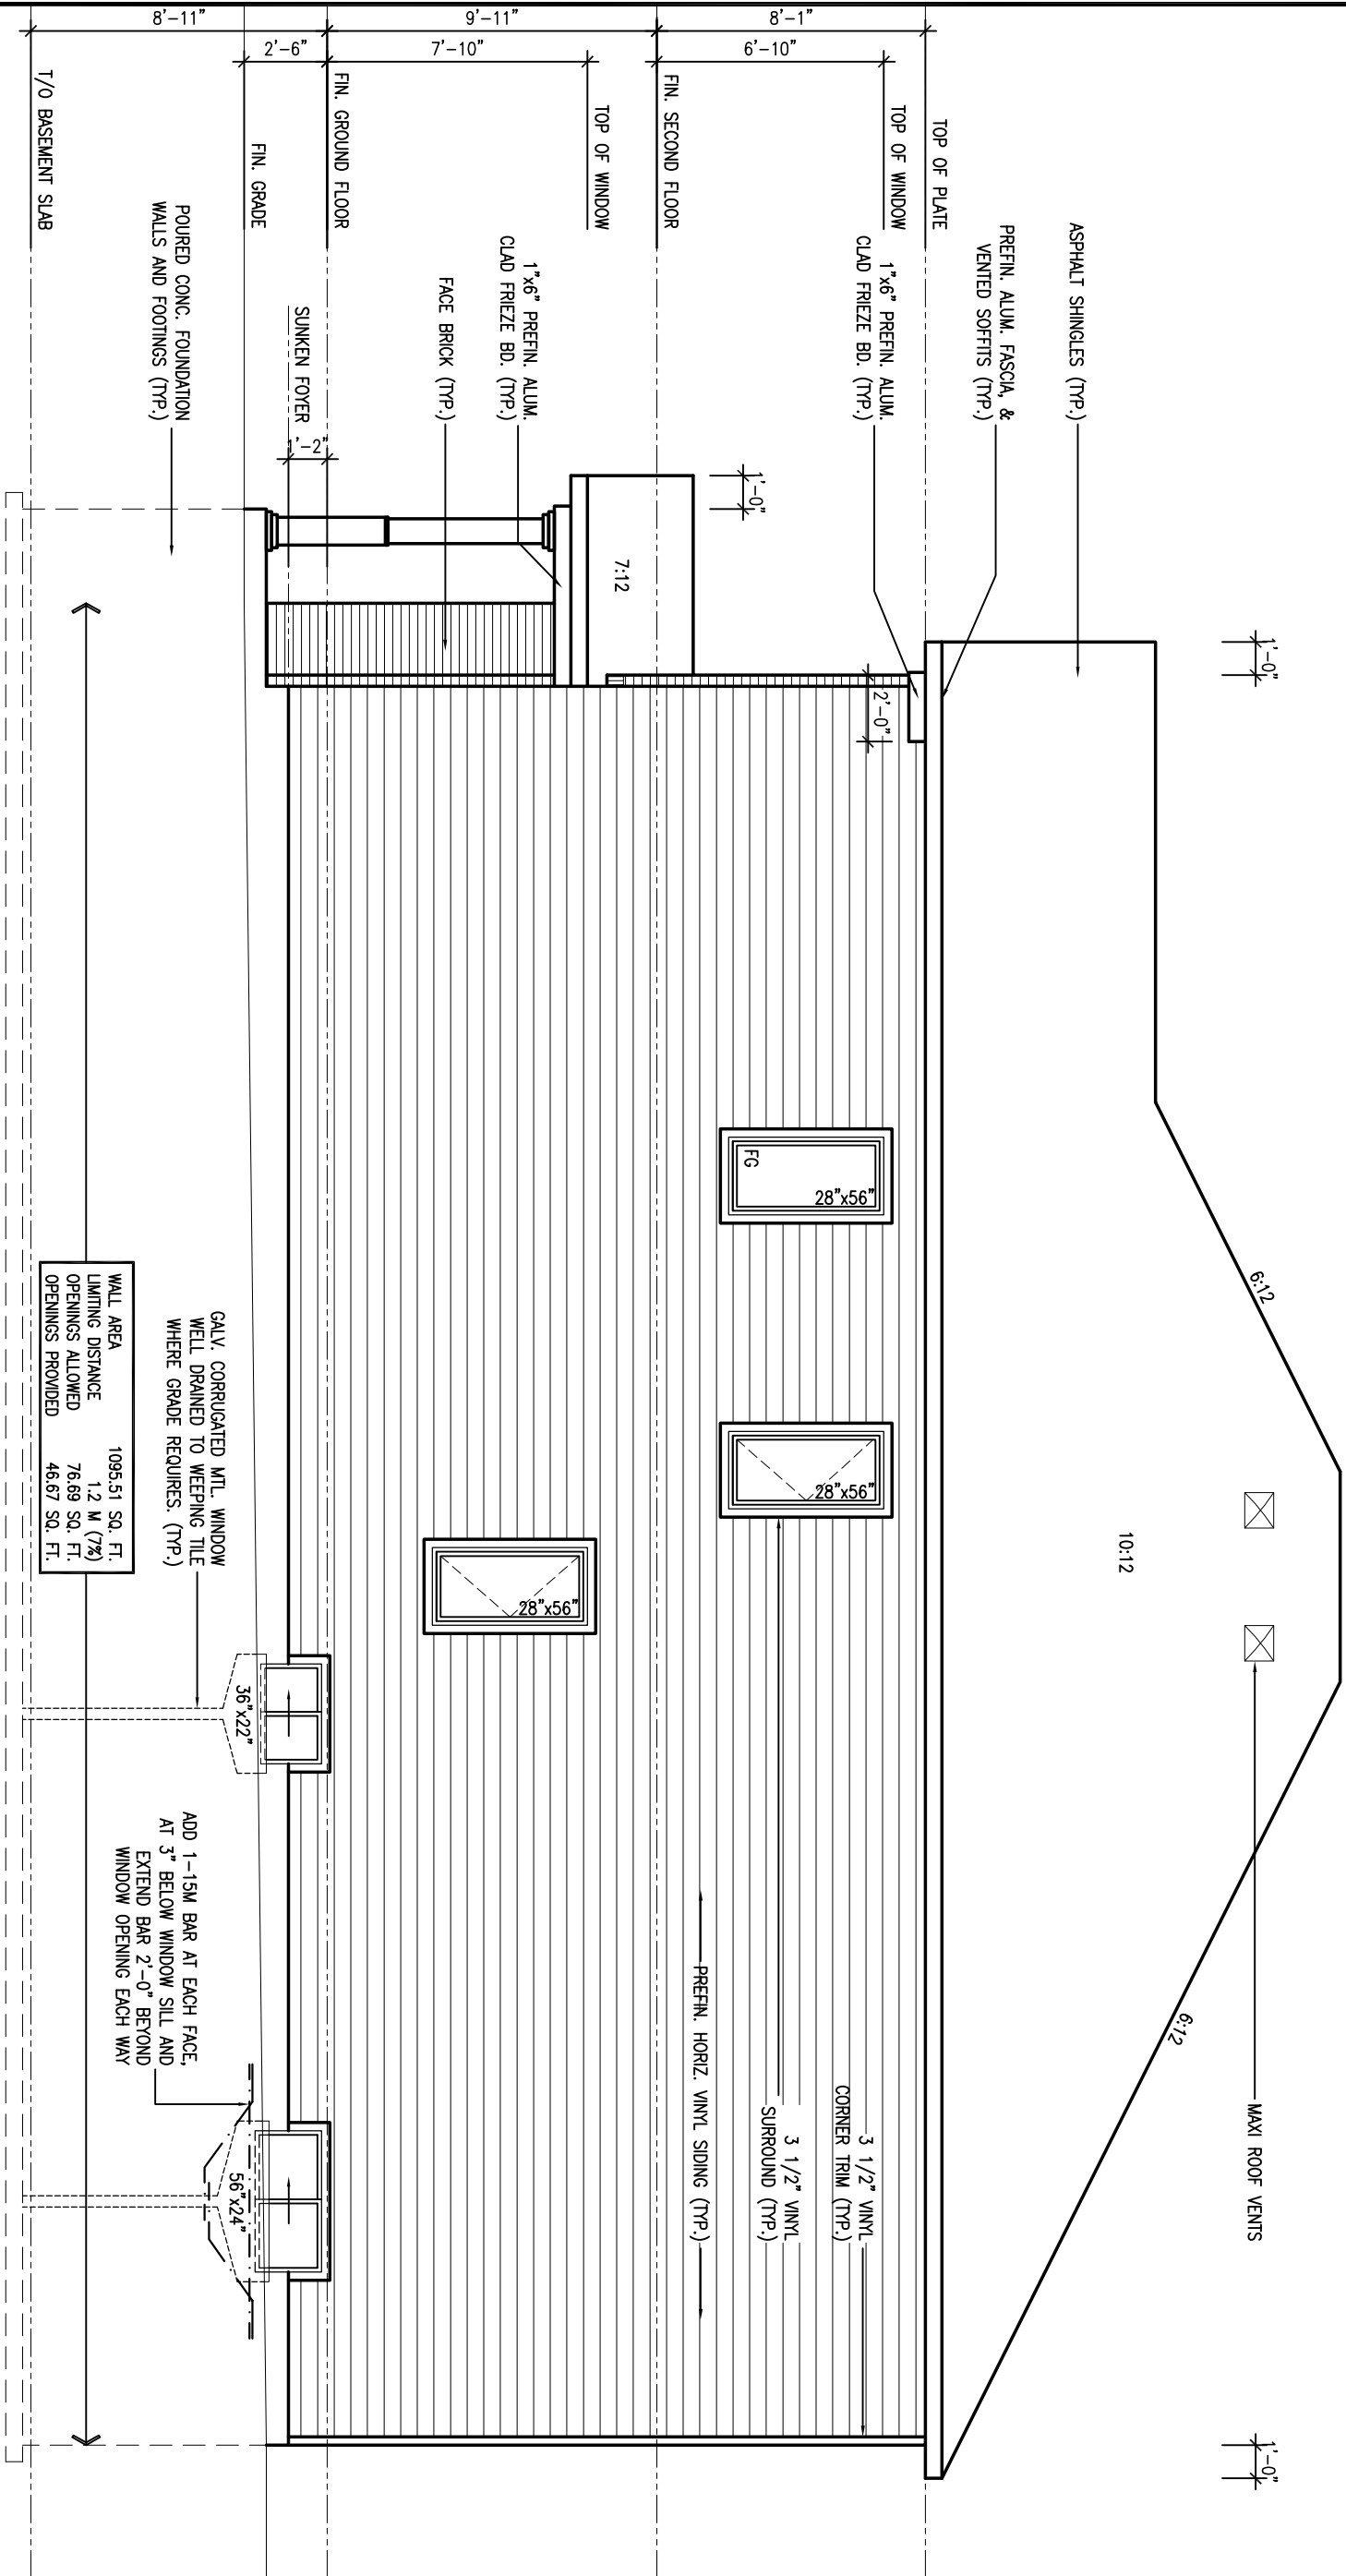 MAXI ROOF VENTS
1'-0"
1'-0"
6:12
6:12
10:12
ASPHALT SHINGLES (TYP.)
PREFIN. ALUM. FASCIA, &
VENTED SOFFITS (TYP.)
TOP OF PLATE
TOP OF WINDOW
1"x6" PREFIN. ALUM.
CLAD FRIEZE BD. (TYP.)
8'-1"
6'-10"
2'-0"
1'-0"
3 1/2" VINYL
CORNER TRIM (TYP.)
3 1/2" VINYL
SURROUND (TYP.)
28"x56"
FG
28"x56"
PREFIN. HORIZ. VINYL SIDING (TYP.)
FIN. SECOND FLOOR
TOP OF WINDOW
7:12
1"x6" PREFIN. ALUM.
CLAD FRIEZE BD. (TYP.)
9'-11"
7'-10"
28"x56"
FACE BRICK (TYP.)
FIN. GROUND FLOOR
SUNKEN FOYER
1'-2"
2'-6"
FIN. GRADE
8'-11"
36"x22"
56"x24"
POURED CONC. FOUNDATION
WALLS AND FOOTINGS (TYP.)
GALV. CORRUGATED MTL. WINDOW
WELL DRAINED TO WEEPING TILE
WHERE GRADE REQUIRES. (TYP.)
ADD 1-15M BAR AT EACH FACE,
AT 3" BELOW WINDOW SILL AND
EXTEND BAR 2'-0" BEYOND
WINDOW OPENING EACH WAY
WALL AREA 1095.51 SQ. FT.
LIMITING DISTANCE 1.2 M (7%)
OPENINGS ALLOWED 76.69 SQ. FT.
OPENINGS PROVIDED 46.67 SQ. FT.
T/O BASEMENT SLAB